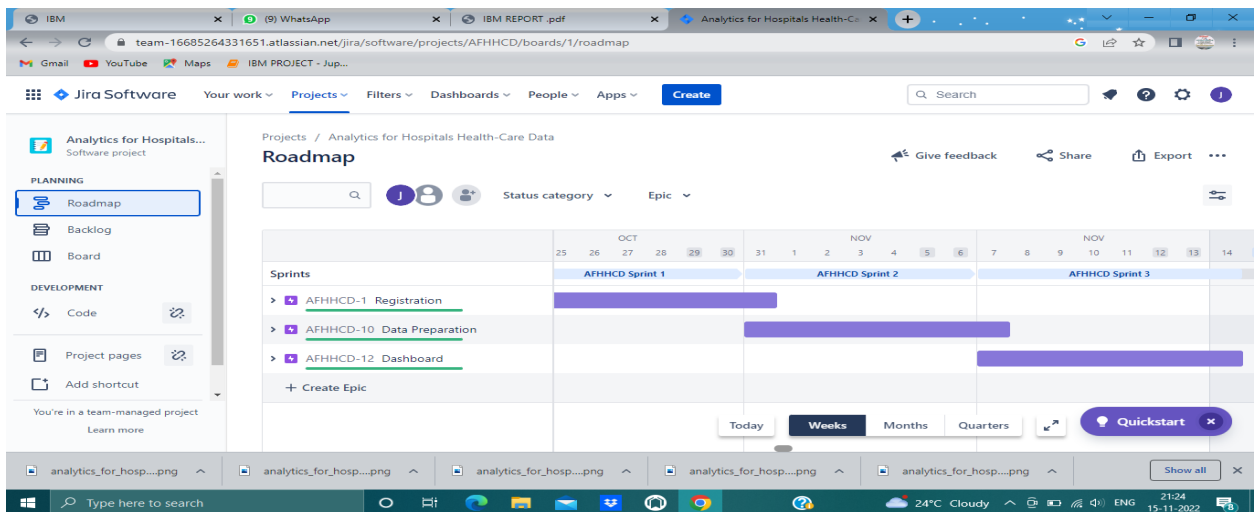 IBM
(9) WhatsApp
IBM REPORT .pdf
Analytics for Hospitals Health-Ca
team-16685264331651.atlassian.net/jira/software/projects/AFHHCD/boards/1/roadmap
Gmail YouTube Maps IBM PROJECT - Jup...
Jira Software Your work Projects Filters Dashboards People Apps Create Search J
Analytics for Hospitals...
Software project
PLANNING
Roadmap
Backlog
Board
DEVELOPMENT
Code
Project pages
Add shortcut
You're in a team-managed project
Learn more
Projects / Analytics for Hospitals Health-Care Data
Roadmap
Give feedback Share Export
J Status category Epic
OCT NOV NOV
25 26 27 28 29 30 31 1 2 3 4 5 6 7 8 9 10 11 12 13 14
Sprints AFHHCD Sprint 1 AFHHCD Sprint 2 AFHHCD Sprint 3
AFHHCD-1 Registration
AFHHCD-10 Data Preparation
AFHHCD-12 Dashboard
+ Create Epic
Today Weeks Months Quarters Quickstart
analytics_for_hosp....png analytics_for_hosp....png analytics_for_hosp....png analytics_for_hosp....png analytics_for_hosp....png Show all
Type here to search 24°C Cloudy ENG 21:24
15-11-2022